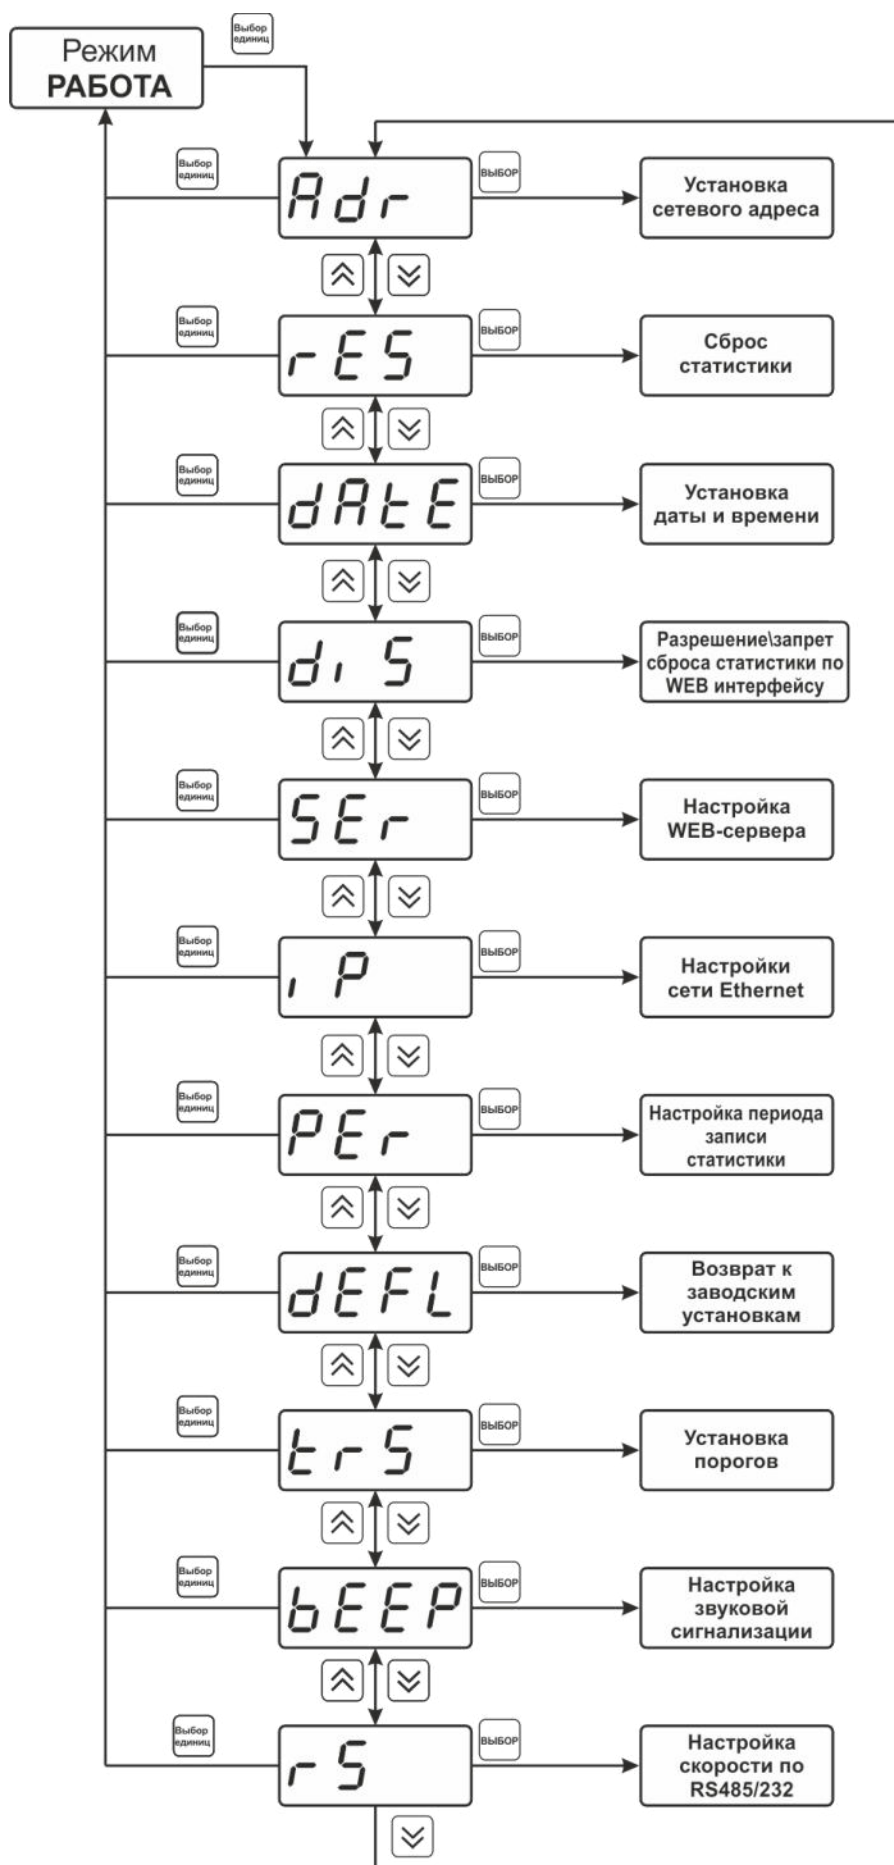 Выбор
единиц
Режим
РАБОТА
Выбор
единиц
Adr
ВЫБОР
Установка
сетевого адреса
Выбор
единиц
rES
ВЫБОР
Сброс
статистики
Выбор
единиц
dAtE
ВЫБОР
Установка
даты и времени
Выбор
единиц
diS
ВЫБОР
Разрешение\запрет
сброса статистики по
WEB интерфейсу
Выбор
единиц
SEr
ВЫБОР
Настройка
WEB-сервера
Выбор
единиц
iP
ВЫБОР
Настройки
сети Ethernet
Выбор
единиц
PEr
ВЫБОР
Настройка периода
записи
статистики
Выбор
единиц
dEFL
ВЫБОР
Возврат к
заводским
установкам
Выбор
единиц
trS
ВЫБОР
Установка
порогов
Выбор
единиц
bEEP
ВЫБОР
Настройка
звуковой
сигнализации
Выбор
единиц
rS
ВЫБОР
Настройка
скорости по
RS485/232